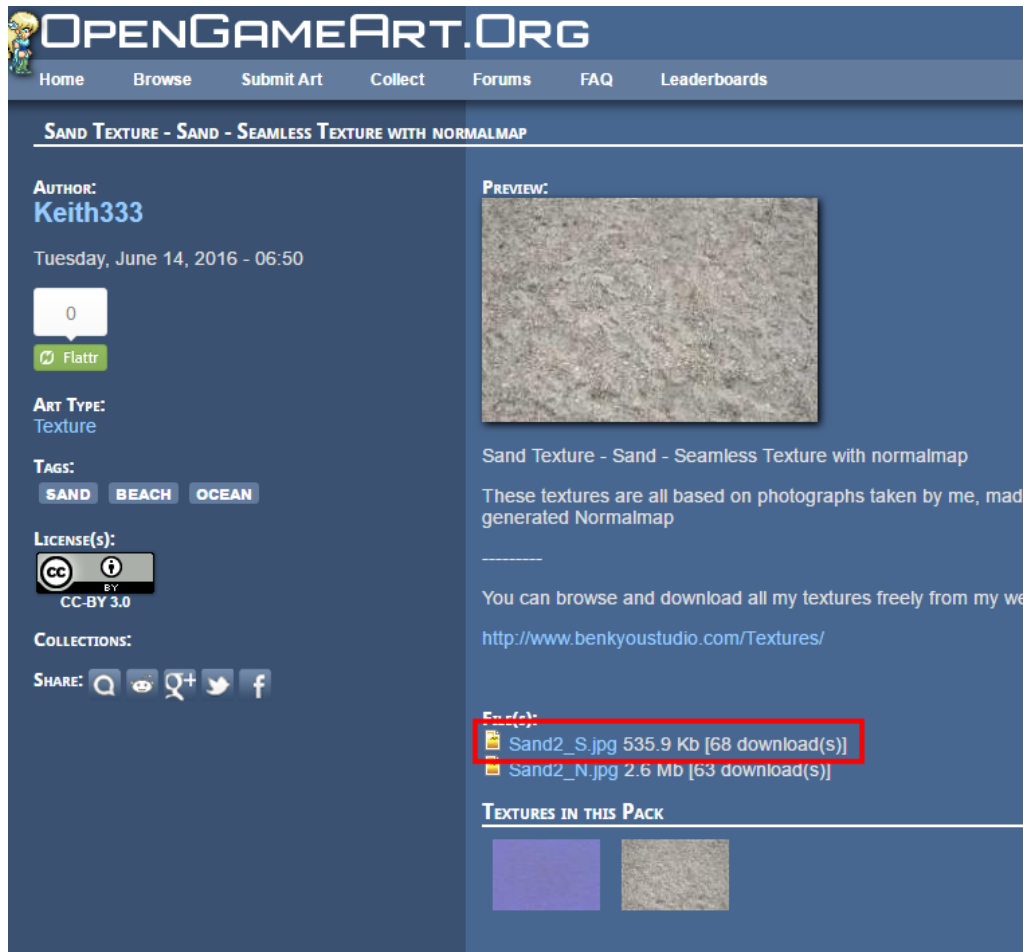 OpenGameArt.Org
Home Browse Submit Art Collect Forums FAQ Leaderboards
Sand Texture - Sand - Seamless Texture with normalmap
Author:
Keith333
Tuesday, June 14, 2016 - 06:50
0
Flattr
Art Type:
Texture
Tags:
SAND BEACH OCEAN
License(s):
cc
BY
CC-BY 3.0
Collections:
Share:
Preview:
Sand Texture - Sand - Seamless Texture with normalmap
These textures are all based on photographs taken by me, mad
generated Normalmap
---------
You can browse and download all my textures freely from my we
http://www.benkyoustudio.com/Textures/
File(s):
Sand2_S.jpg 535.9 Kb [68 download(s)]
Sand2_N.jpg 2.6 Mb [63 download(s)]
Textures in this Pack